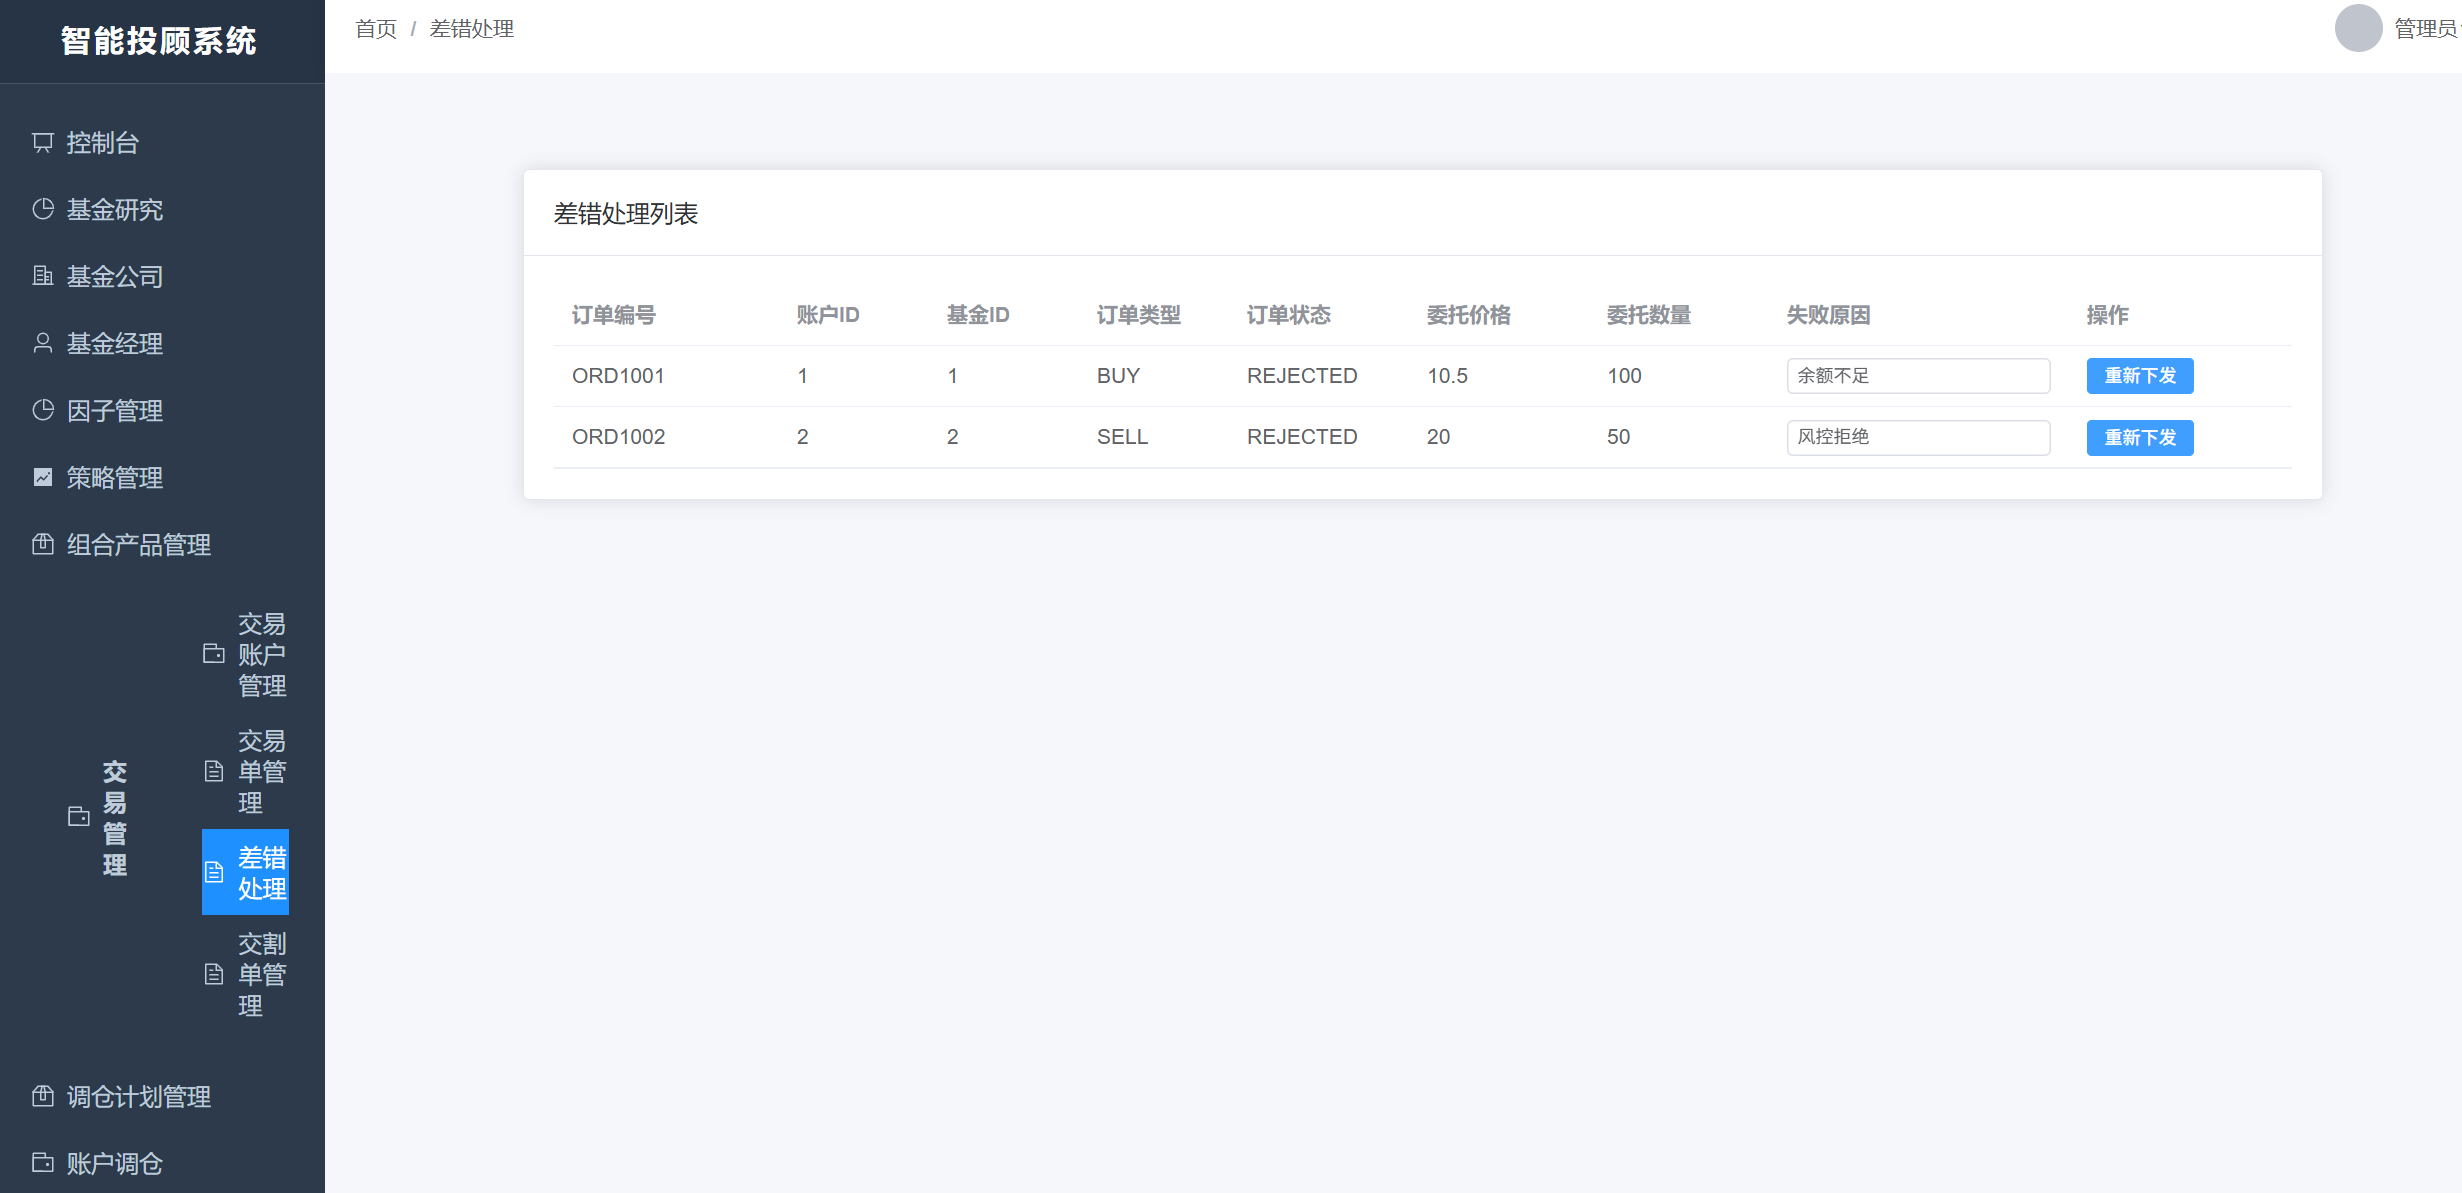 智能投顾系统
首页 / 差错处理
管理员
控制台
基金研究
基金公司
基金经理
因子管理
策略管理
组合产品管理
交易管理
交易账户管理
交易单管理
差错处理
交割单管理
调仓计划管理
账户调仓
差错处理列表
订单编号 账户ID 基金ID 订单类型 订单状态 委托价格 委托数量 失败原因 操作
ORD1001 1 1 BUY REJECTED 10.5 100 余额不足 重新下发
ORD1002 2 2 SELL REJECTED 20 50 风控拒绝 重新下发